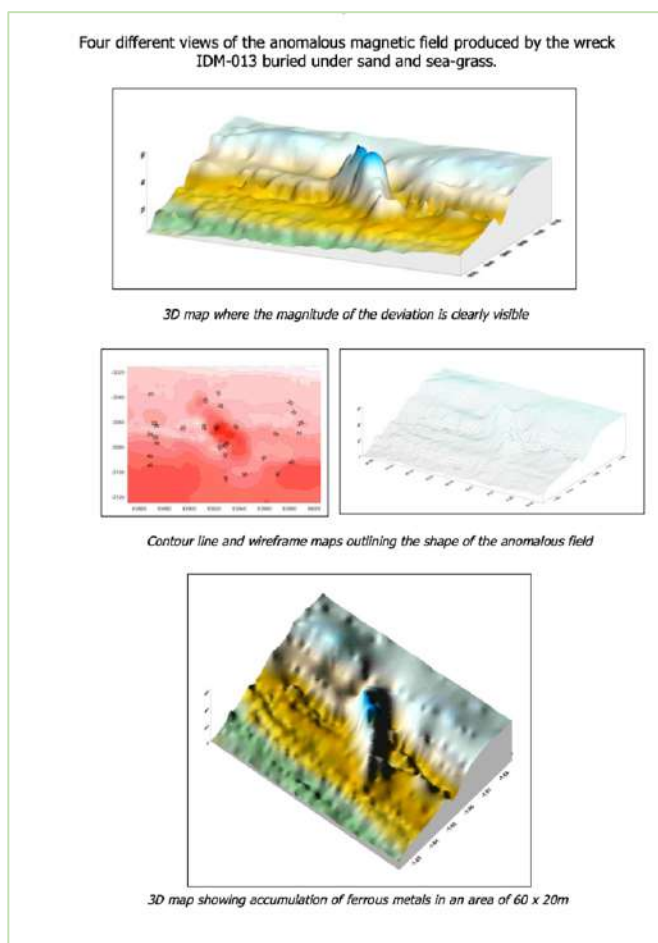 Four different views of the anomalous magnetic field produced by the wreck
IDM-013 buried under sand and sea-grass.
3D map where the magnitude of the deviation is clearly visible
Contour line and wireframe maps outlining the shape of the anomalous field
3D map showing accumulation of ferrous metals in an area of 60 x 20m